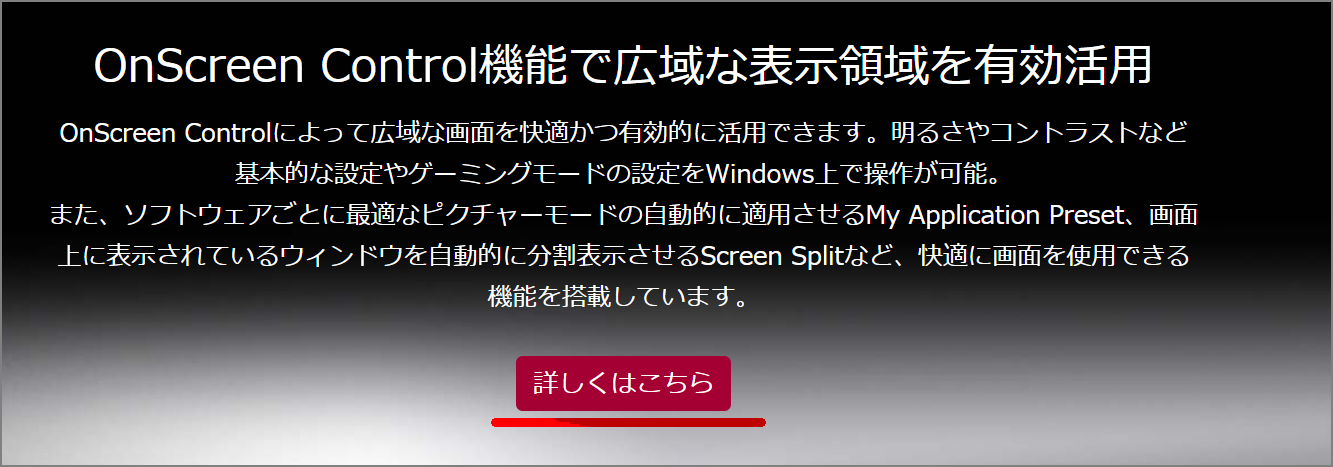 OnScreen Control機能で広域な表示領域を有効活用
OnScreen Controlによって広域な画面を快適かつ有効的に活用できます。明るさやコントラストなど
基本的な設定やゲーミングモードの設定をWindows上で操作が可能。
また、ソフトウェアごとに最適なピクチャーモードの自動的に適用させるMy Application Preset、画面
上に表示されているウィンドウを自動的に分割表示させるScreen Splitなど、快適に画面を使用できる
機能を搭載しています。
詳しくはこちら